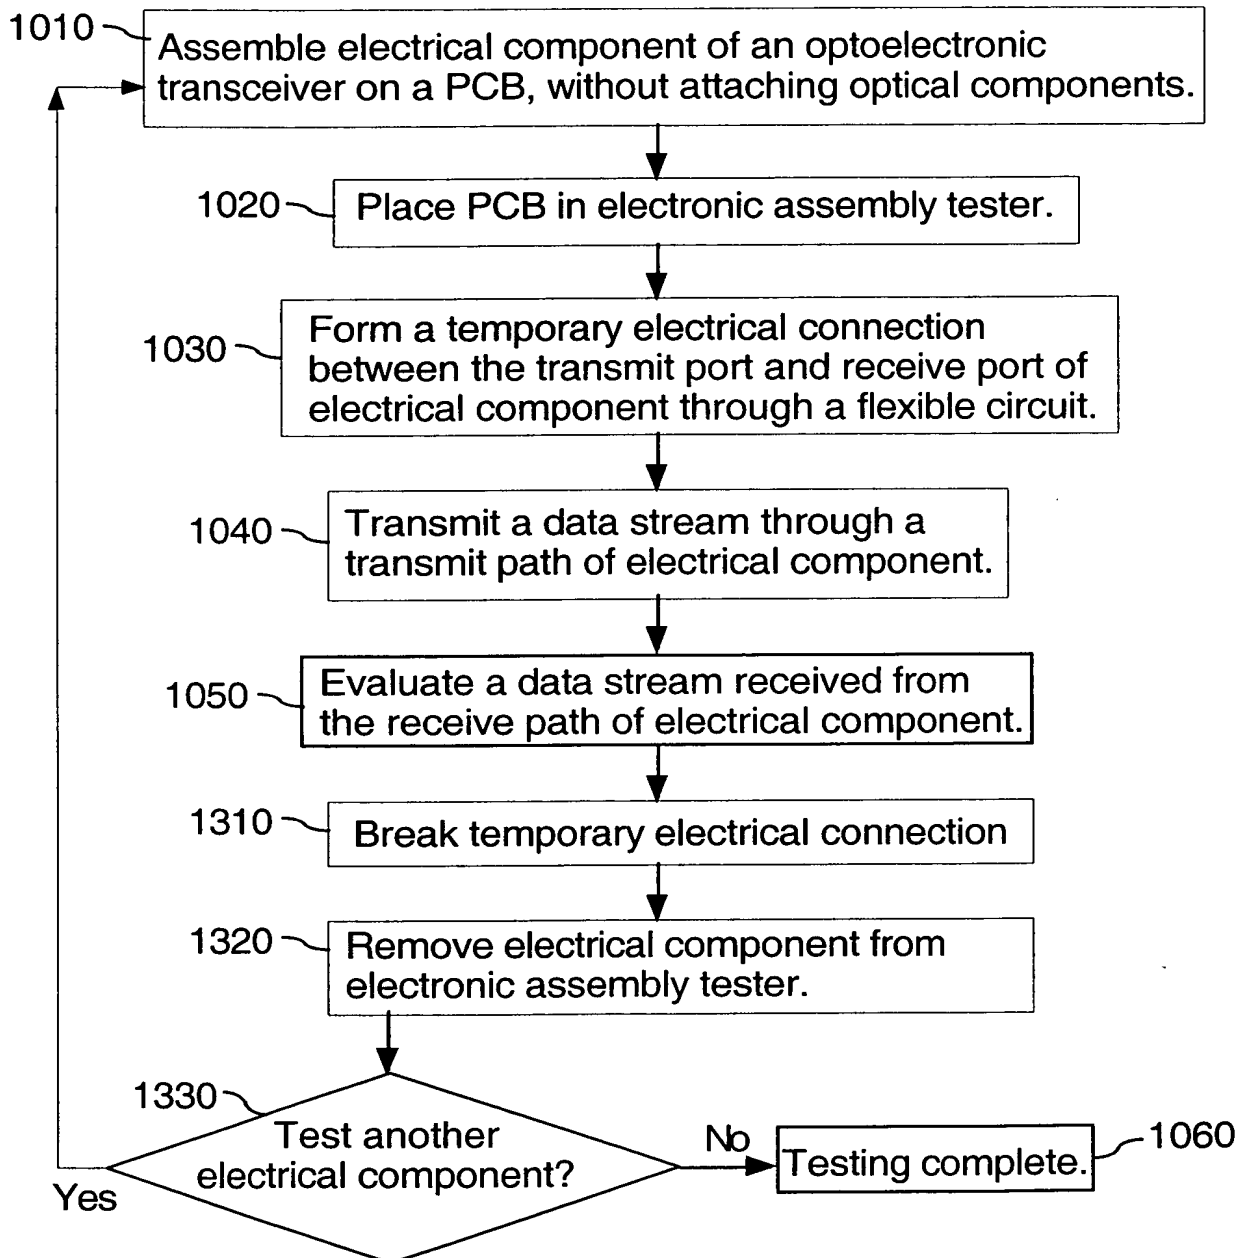 1010
Assemble electrical component of an optoelectronic
transceiver on a PCB, without attaching optical components.
1020
Place PCB in electronic assembly tester.
1030
Form a temporary electrical connection
between the transmit port and receive port of
electrical component through a flexible circuit.
1040
Transmit a data stream through a
transmit path of electrical component.
1050
Evaluate a data stream received from
the receive path of electrical component.
1310
Break temporary electrical connection
1320
Remove electrical component from
electronic assembly tester.
1330
Test another
electrical component?
No
Yes
1060
Testing complete.